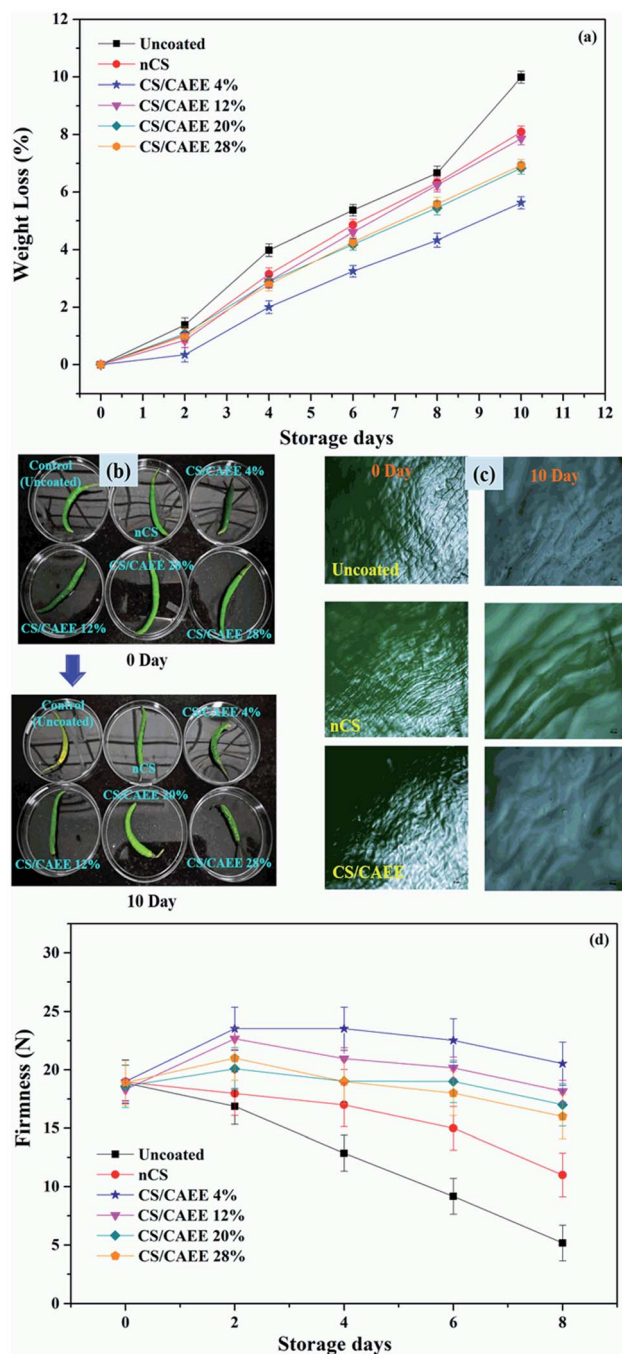 (a)
Uncoated
nCS
CS/CAEE 4%
CS/CAEE 12%
CS/CAEE 20%
CS/CAEE 28%
Weight Loss (%)
12
10
8
6
4
2
0
0 1 2 3 4 5 6 7 8 9 10 11 12
Storage days
(b)
Control
(Uncoated)
nCS
CS/CAEE 4%
CS/CAEE 12%
CS/CAEE 20%
CS/CAEE 28%
0 Day
Control
(Uncoated)
nCS
CS/CAEE 4%
CS/CAEE 12%
CS/CAEE 20%
CS/CAEE 28%
10 Day
(c)
0 Day
10 Day
Uncoated
nCS
CS/CAEE
(d)
Firmness (N)
30
25
20
15
10
5
0
Uncoated
nCS
CS/CAEE 4%
CS/CAEE 12%
CS/CAEE 20%
CS/CAEE 28%
0 2 4 6 8
Storage days